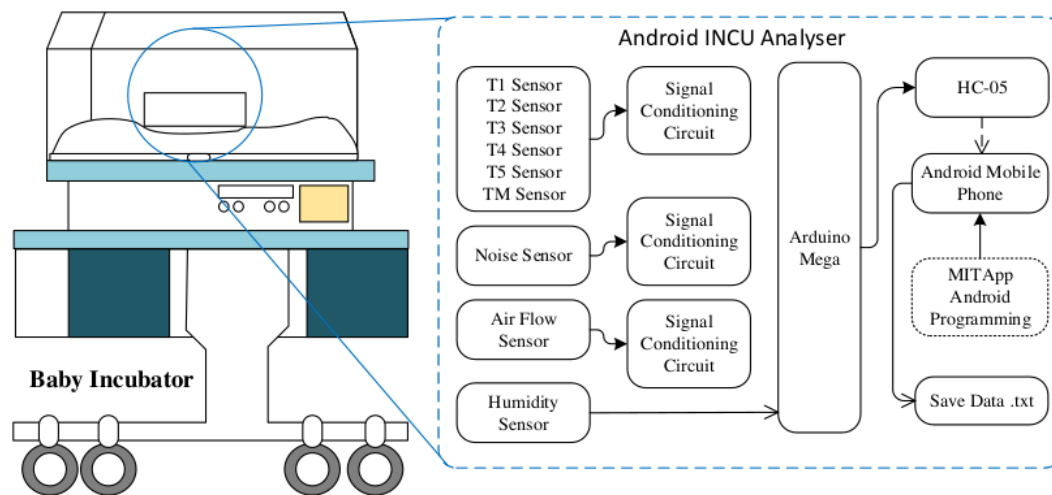 Android INCU Analyser
T1 Sensor
T2 Sensor
T3 Sensor
T4 Sensor
T5 Sensor
TM Sensor
Signal
Conditioning
Circuit
Noise Sensor
Signal
Conditioning
Circuit
Air Flow
Sensor
Signal
Conditioning
Circuit
Humidity
Sensor
Arduino
Mega
HC-05
Android Mobile
Phone
MIT App
Android
Programming
Save Data .txt
Baby Incubator